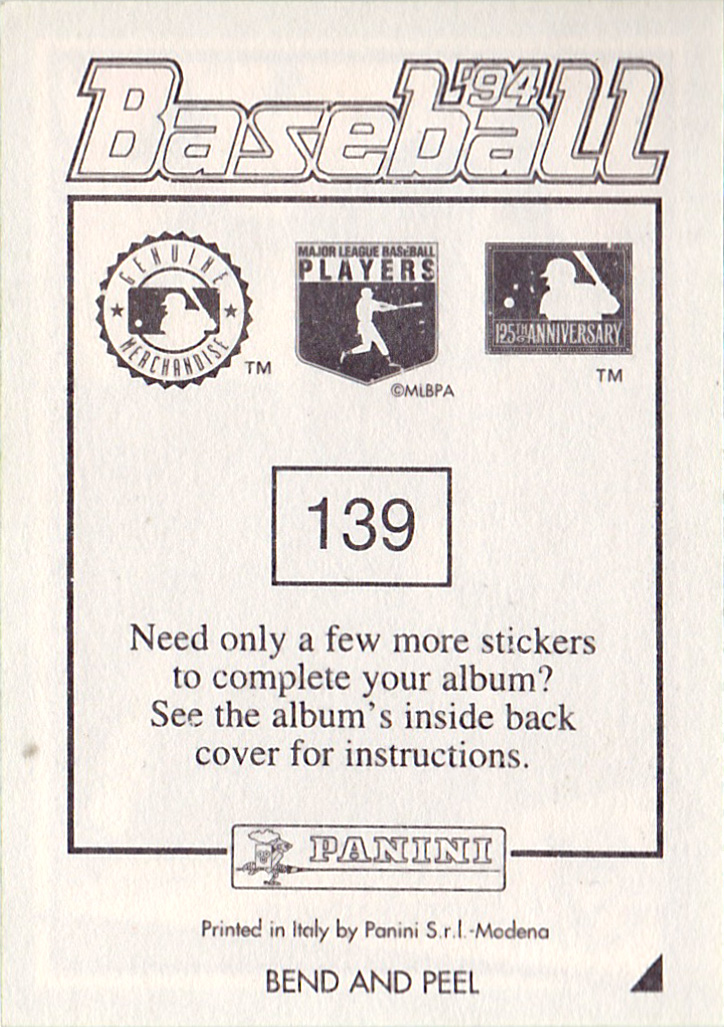 Baseball '94
GENUINE
MERCHANDISE
TM
MAJOR LEAGUE BASEBALL
PLAYERS
©MLBPA
125TH ANNIVERSARY
TM
139
Need only a few more stickers
to complete your album?
See the album's inside back
cover for instructions.
PANINI
Printed in Italy by Panini S.r.l.-Modena
BEND AND PEEL